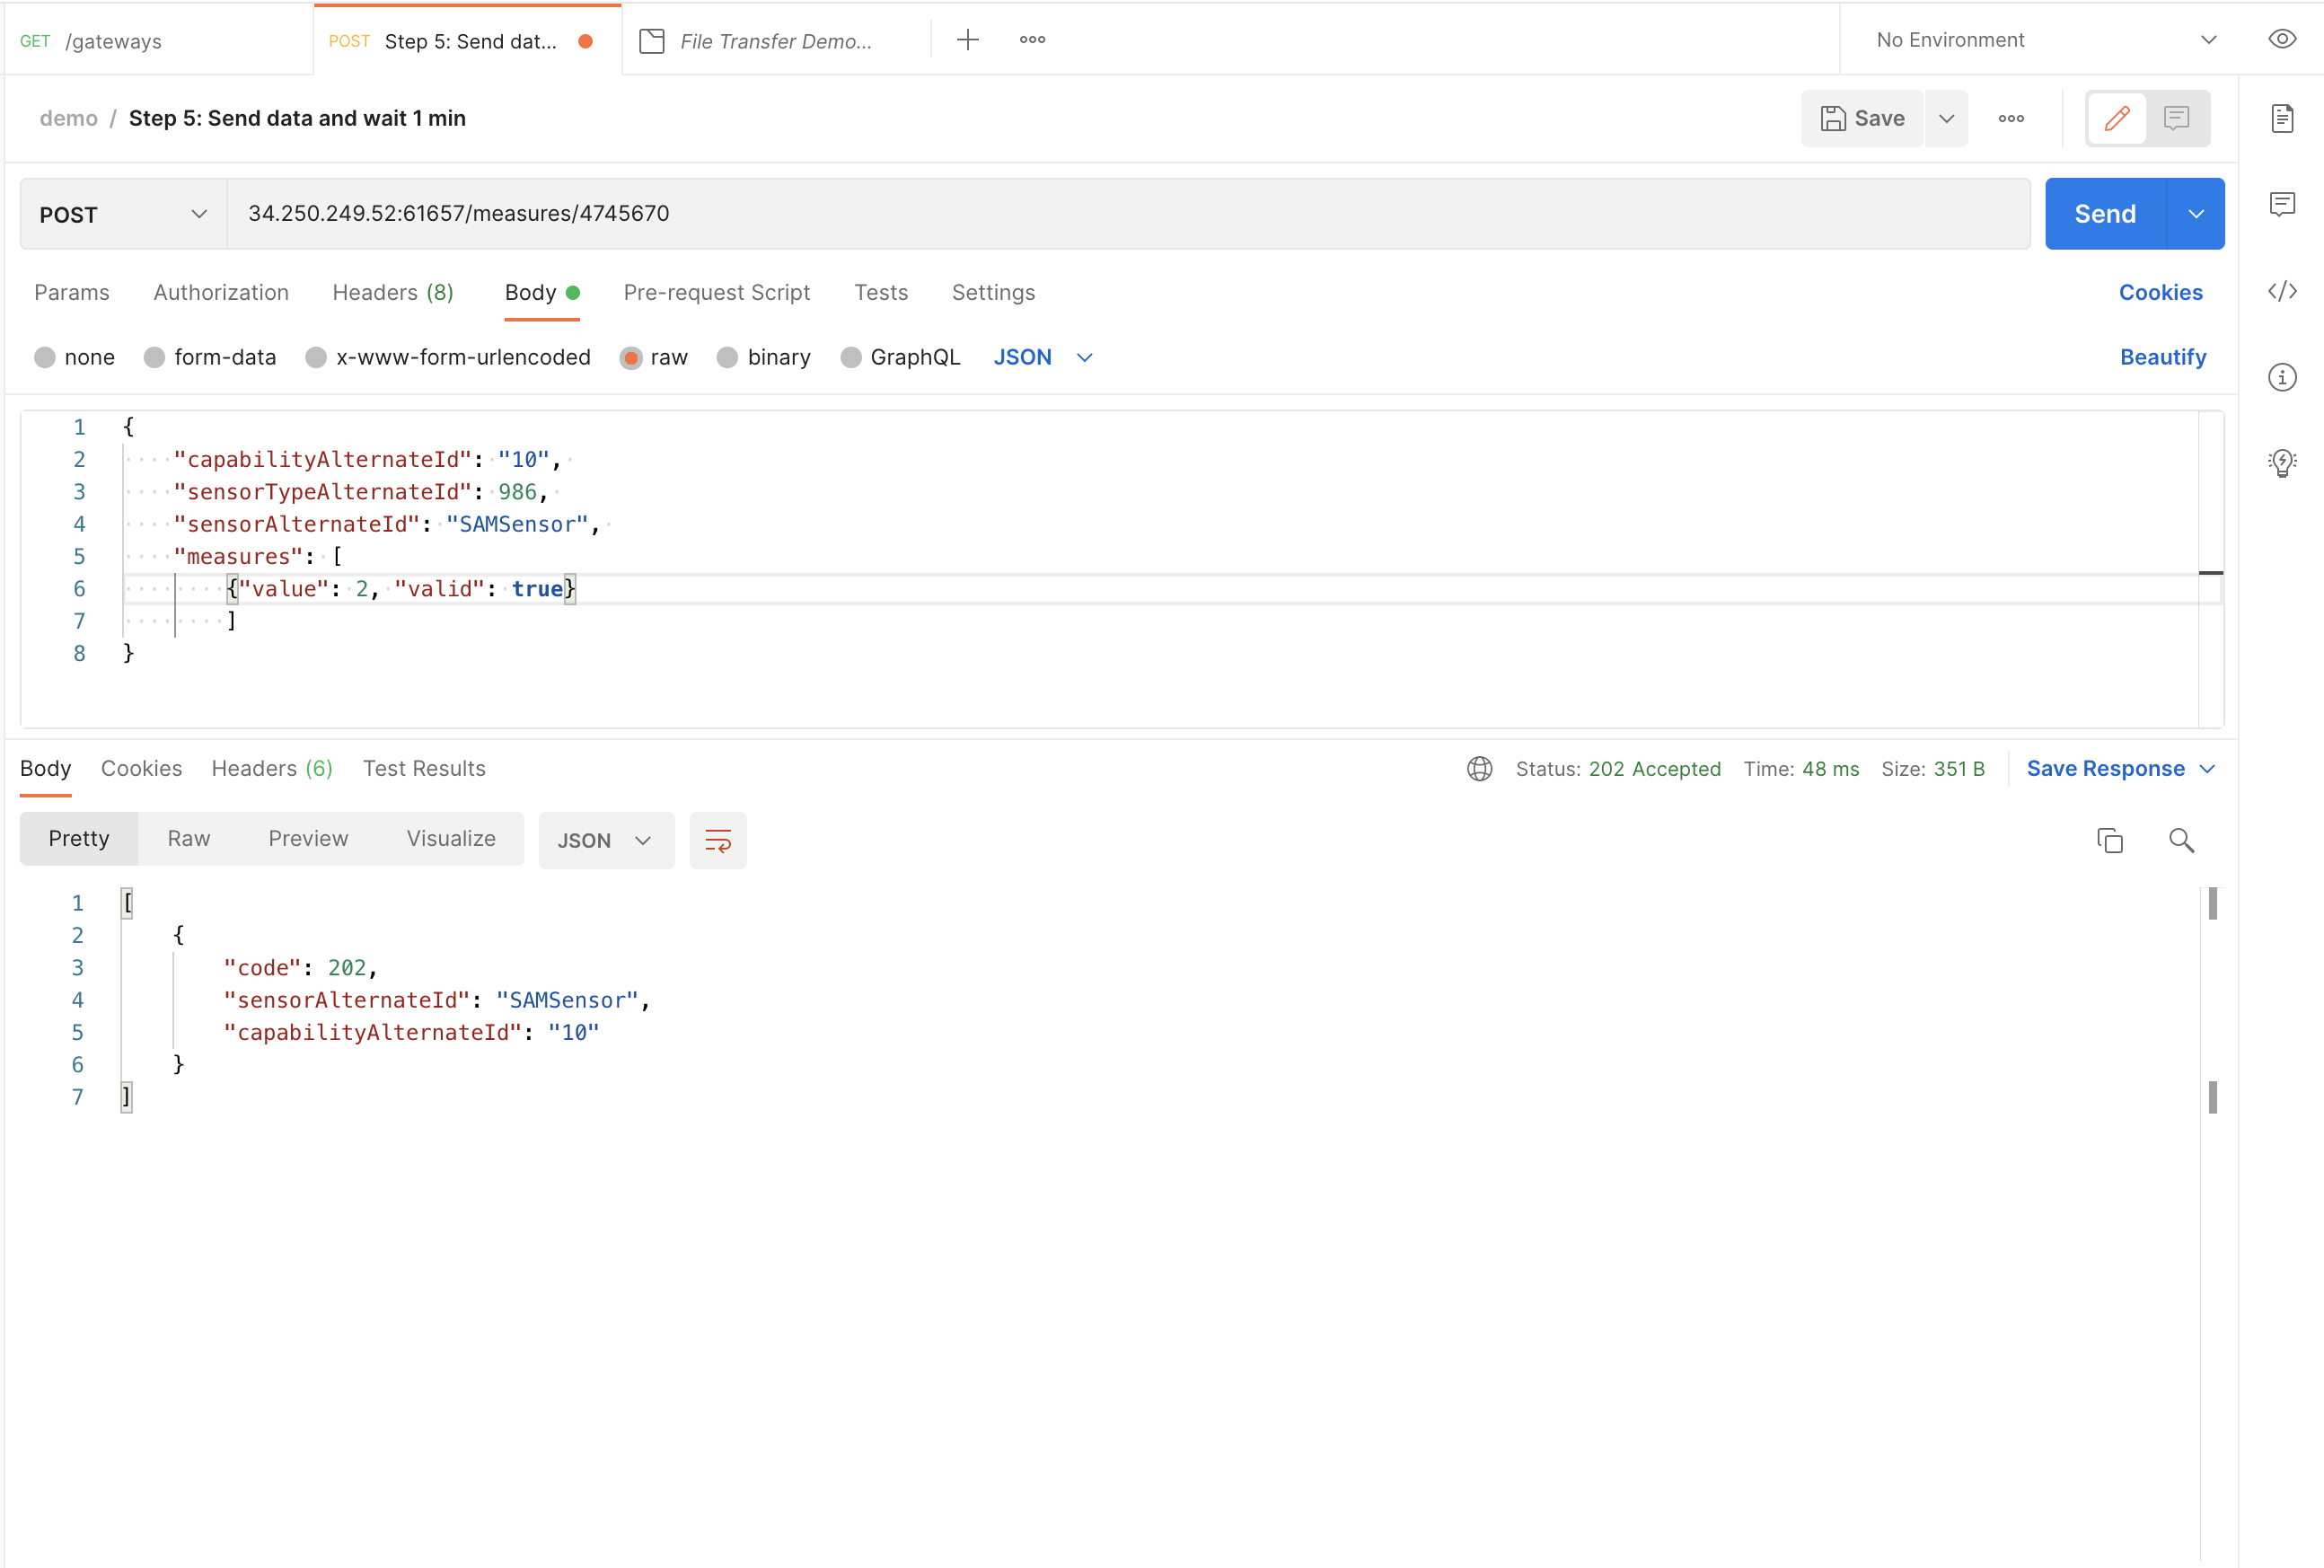 GET /gateways
POST Step 5: Send dat...
File Transfer Demo...
No Environment
demo / Step 5: Send data and wait 1 min
Save
POST
34.250.249.52:61657/measures/4745670
Send
Params Authorization Headers (8) Body Pre-request Script Tests Settings
Cookies
none form-data x-www-form-urlencoded raw binary GraphQL JSON
Beautify
1 {
2 "capabilityAlternateId": "10",
3 "sensorTypeAlternateId": 986,
4 "sensorAlternateId": "SAMSensor",
5 "measures": [
6 {"value": 2, "valid": true}
7 ]
8 }
Body Cookies Headers (6) Test Results
Status: 202 Accepted Time: 48 ms Size: 351 B Save Response
Pretty Raw Preview Visualize JSON
1 [
2 {
3 "code": 202,
4 "sensorAlternateId": "SAMSensor",
5 "capabilityAlternateId": "10"
6 }
7 ]